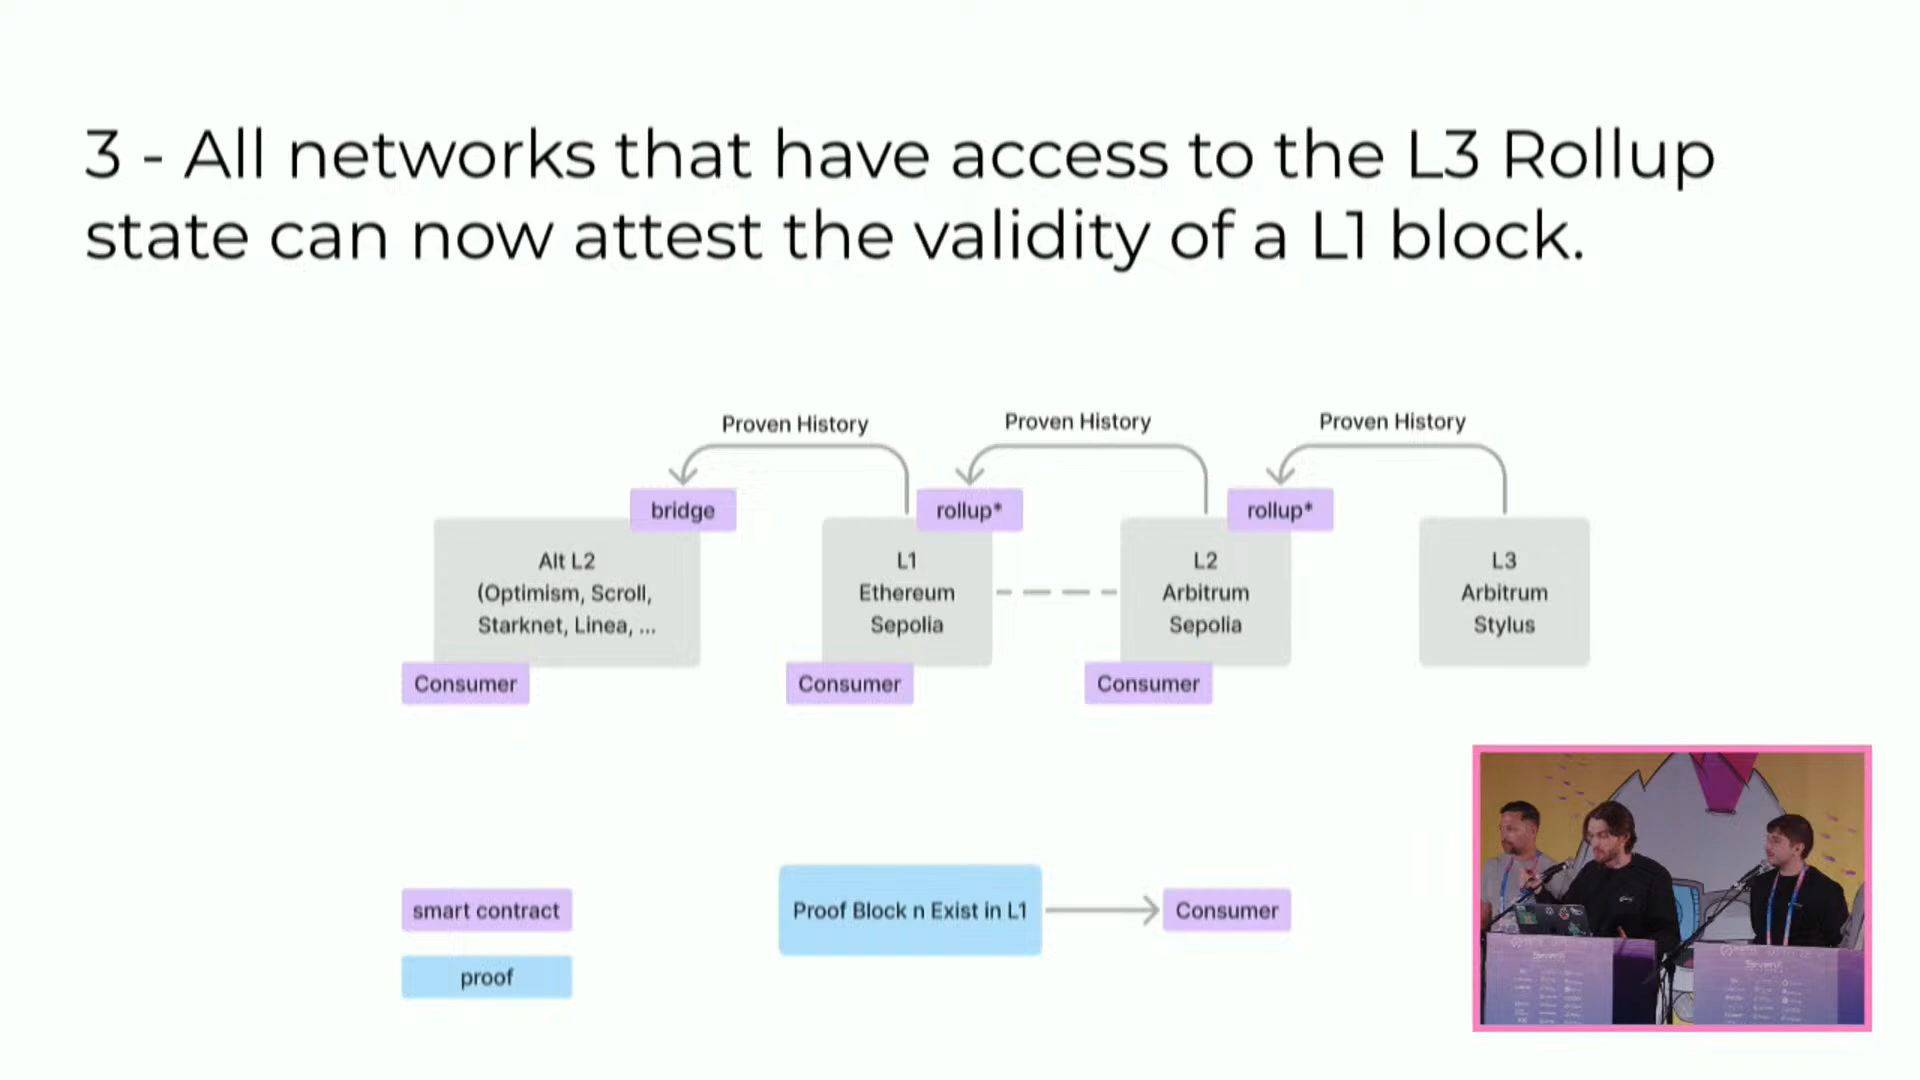 3 - All networks that have access to the L3 Rollup
state can now attest the validity of a L1 block.
Proven History
Proven History
Proven History
bridge
rollup*
rollup*
Alt L2
(Optimism, Scroll,
Starknet, Linea, ...
L1
Ethereum
Sepolia
L2
Arbitrum
Sepolia
L3
Arbitrum
Stylus
Consumer
Consumer
Consumer
smart contract
proof
Proof Block n Exist in L1
Consumer